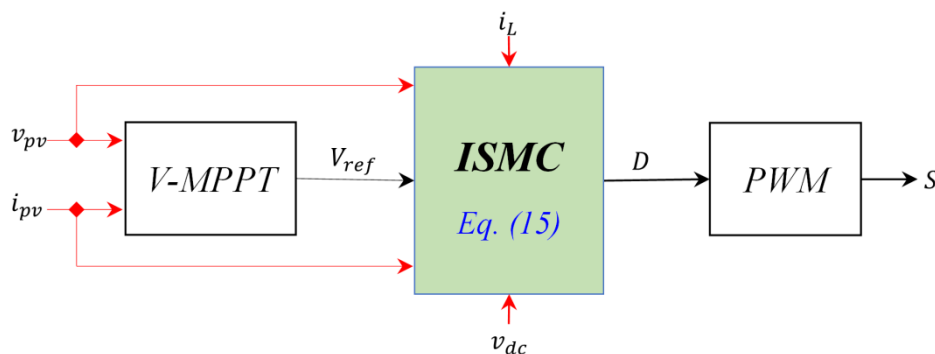 i_L
v_pv
V-MPPT
V_ref
ISMC
D
PWM
S
i_pv
Eq. (15)
v_dc